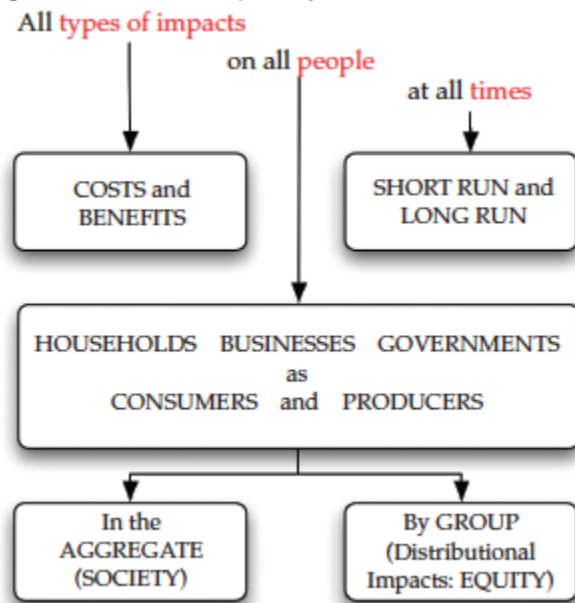 All types of impacts
on all people
at all times
COSTS and
BENEFITS
SHORT RUN and
LONG RUN
HOUSEHOLDS BUSINESSES GOVERNMENTS
as
CONSUMERS and PRODUCERS
In the
AGGREGATE
(SOCIETY)
By GROUP
(Distributional
Impacts: EQUITY)